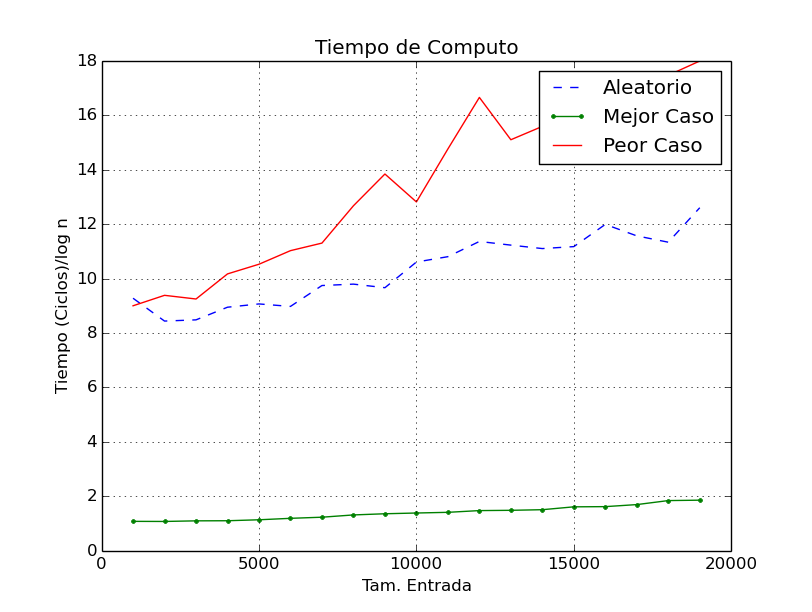 Tiempo de Computo
Aleatorio
Mejor Caso
Peor Caso
Tiempo (Ciclos)/log n
18
16
14
12
10
8
6
4
2
0
0 5000 10000 15000 20000
Tam. Entrada